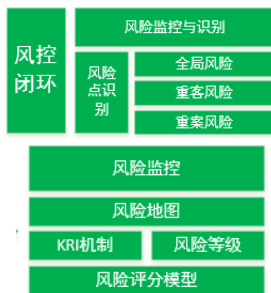 风控
闭环
风险监控与识别
风险
点识
别
全局风险
重客风险
重案风险
风险监控
风险地图
KRI机制
风险等级
风险评分模型